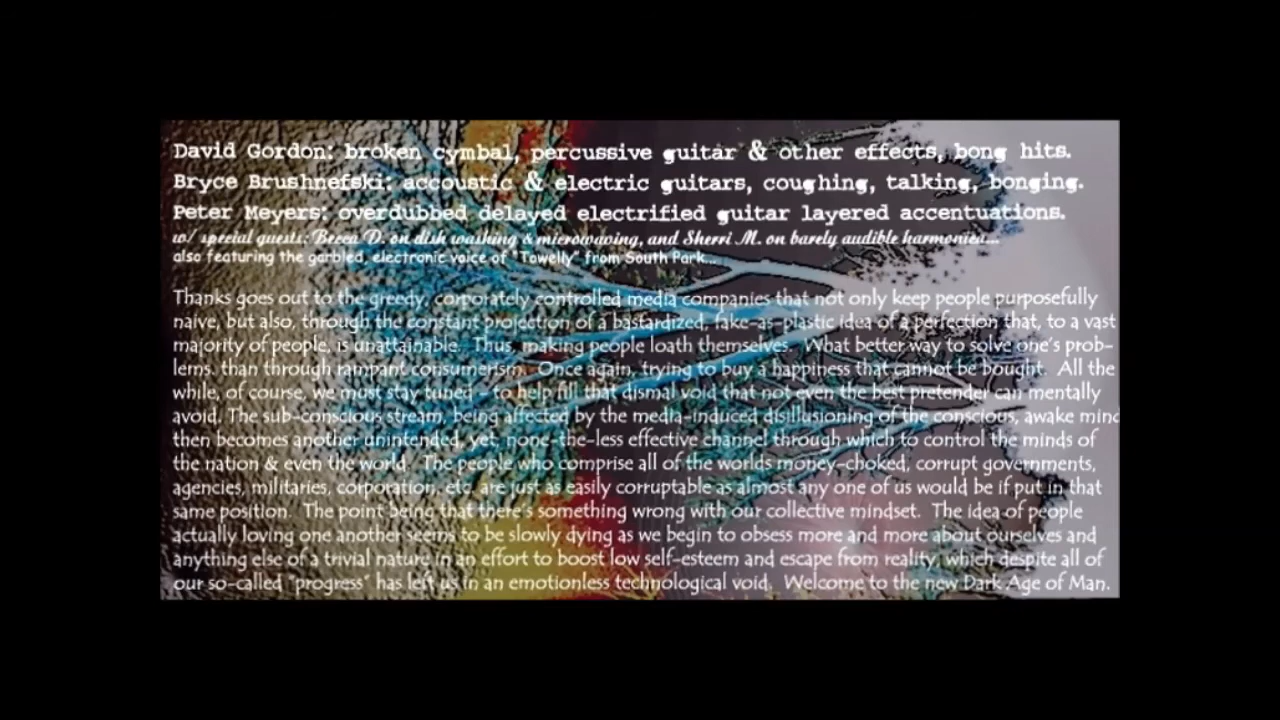 David Gordon: broken cymbal, percussive guitar & other effects, bong hits.
Bryce Brushnefski: accoustic & electric guitars, coughing, talking, bonging.
Peter Meyers: overdubbed delayed electrified guitar layered accentuations.
w/ special guests: Becca D. on dish washing & microwaving, and Sherri M. on barely audible harmonies...
also featuring the garbled, electronic voice of "Towelly" from South Park...
Thanks goes out to the greedy, corporately controlled media companies that not only keep people purposefully
naive, but also, through the constant projection of a bastardized, fake-as-plastic idea of a perfection that, to a vast
majority of people, is unattainable. Thus, making people loath themselves. What better way to solve one's prob-
lems, than through rampant consumerism. Once again, trying to buy a happiness that cannot be bought. All the
while, of course, we must stay tuned - to help fill that dismal void that not even the best pretender can mentally
avoid. The sub-conscious stream, being affected by the media-induced disillusioning of the conscious, awake mind
then becomes another unintended, yet, none-the-less effective channel through which to control the minds of
the nation & even the world. The people who comprise all of the worlds money-choked, corrupt governments,
agencies, militaries, corporation, etc. are just as easily corruptable as almost any one of us would be if put in that
same position. The point being that there's something wrong with our collective mindset. The idea of people
actually loving one another seems to be slowly dying as we begin to obsess more and more about ourselves and
anything else of a trivial nature in an effort to boost low self-esteem and escape from reality, which despite all of
our so-called "progress" has left us in an emotionless technological void. Welcome to the new Dark Age of Man.